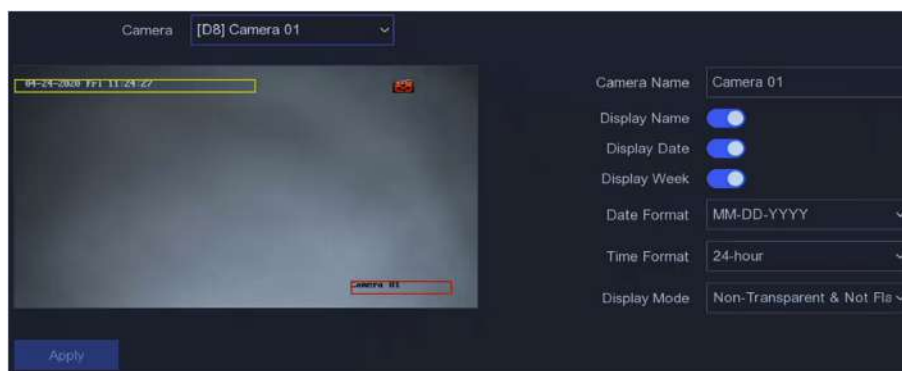 Camera [D8] Camera 01
04-24-2020 Fri 11:24:27
Camera Name Camera 01
Display Name
Display Date
Display Week
Date Format MM-DD-YYYY
Time Format 24-hour
Camera 01
Display Mode Non-Transparent & Not Fla
Apply